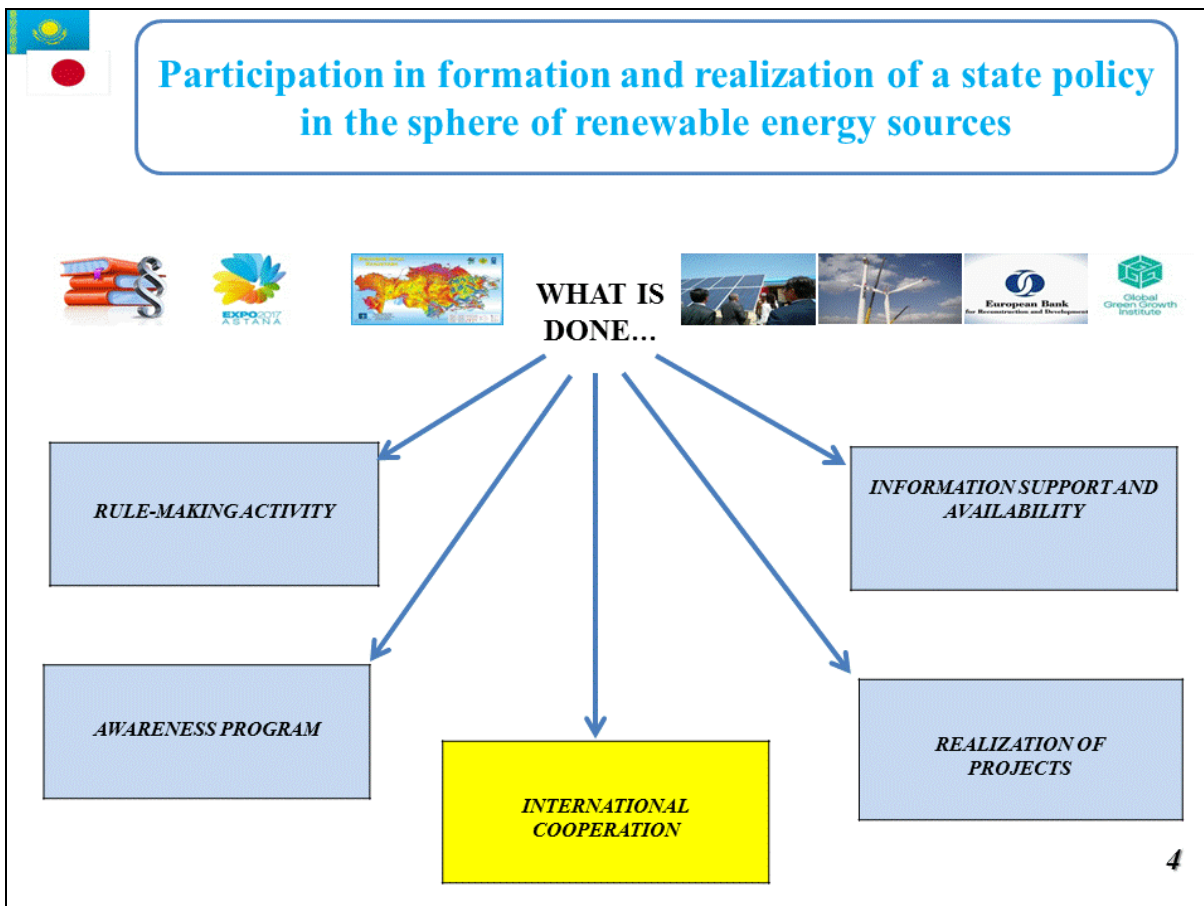 Participation in formation and realization of a state policy
in the sphere of renewable energy sources
EXPO2017
ASTANA
WHAT IS
DONE…
European Bank
for Reconstruction and Development
Global
Green Growth
Institute
RULE-MAKING ACTIVITY
INFORMATION SUPPORT AND
AVAILABILITY
AWARENESS PROGRAM
REALIZATION OF
PROJECTS
INTERNATIONAL
COOPERATION
4